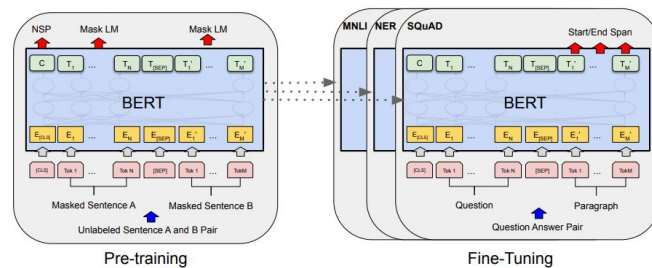 NSP Mask LM Mask LM
C T1 ... TN T[SEP] T1' ... TM'
BERT
E[CLS] E1 ... EN E[SEP] E1' ... EM'
[CLS] Tok 1 ... Tok N [SEP] Tok 1 ... TokM
Masked Sentence A Masked Sentence B
Unlabeled Sentence A and B Pair
Pre-training
MNLI NER SQuAD
Start/End Span
C T1 ... TN T[SEP] T1' ... TM'
BERT
E[CLS] E1 ... EN E[SEP] E1' ... EM'
[CLS] Tok 1 ... Tok N [SEP] Tok 1 ... TokM
Question Paragraph
Question Answer Pair
Fine-Tuning